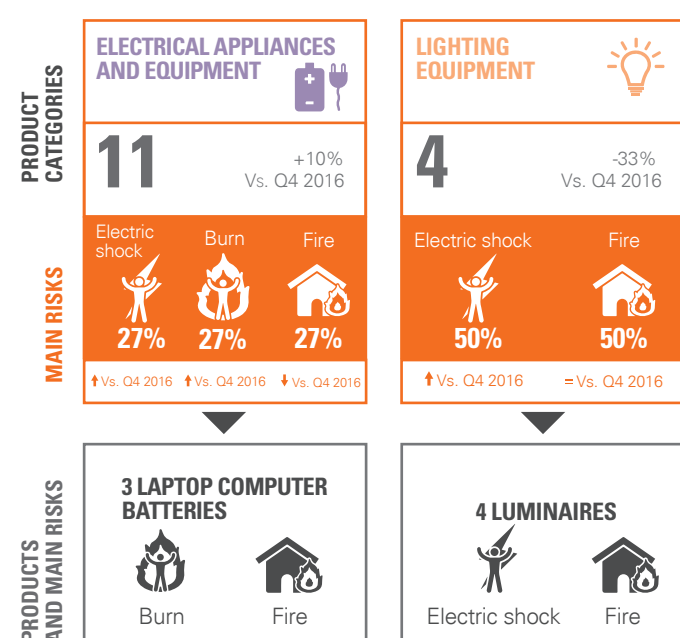 PRODUCT
CATEGORIES
ELECTRICAL APPLIANCES
AND EQUIPMENT
+
-
11
+10%
Vs. Q4 2016
LIGHTING
EQUIPMENT
4
-33%
Vs. Q4 2016
MAIN RISKS
Electric
shock
Burn
Fire
27%
27%
27%
Vs. Q4 2016
Vs. Q4 2016
Vs. Q4 2016
Electric shock
Fire
50%
50%
Vs. Q4 2016
= Vs. Q4 2016
PRODUCTS
AND MAIN RISKS
3 LAPTOP COMPUTER
BATTERIES
Burn
Fire
4 LUMINAIRES
Electric shock
Fire